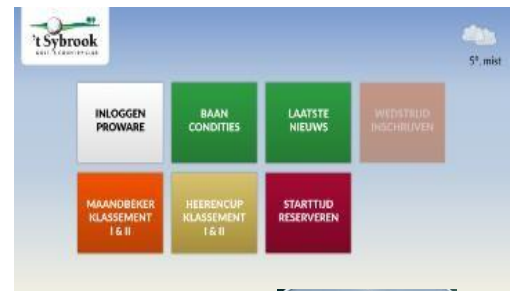 't Sybrook
5°, mist
INLOGGEN
PROWARE
BAAN
CONDITIES
LAATSTE
NIEUWS
WEDSTRIJD
INSCHRIJVEN
MAANDBEKER
KLASSEMENT
I & II
HEERENCUP
KLASSEMENT
I & II
STARTTIJD
RESERVEREN